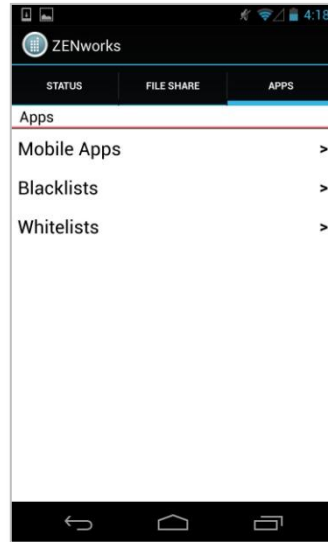 4:18
ZENworks
STATUS FILE SHARE APPS
Apps
Mobile Apps >
Blacklists >
Whitelists >